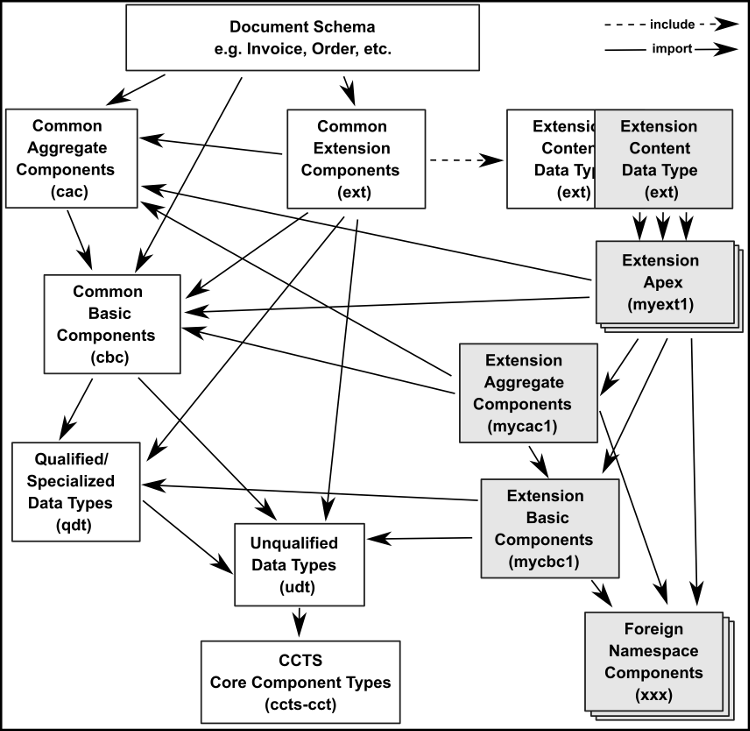 Document Schema
e.g. Invoice, Order, etc.
include
import
Common
Aggregate
Components
(cac)
Common
Extension
Components
(ext)
Extensic
Conten
Data Typ
(ext)
Extension
Content
Data Type
(ext)
Extension
Apex
(myext1)
Common
Basic
Components
(cbc)
Extension
Aggregate
Components
(mycac1)
Qualified/
Specialized
Data Types
(qdt)
Extension
Basic
Components
(mycbc1)
Unqualified
Data Types
(udt)
Foreign
Namespace
Components
(xxx)
CCTS
Core Component Types
(ccts-cct)